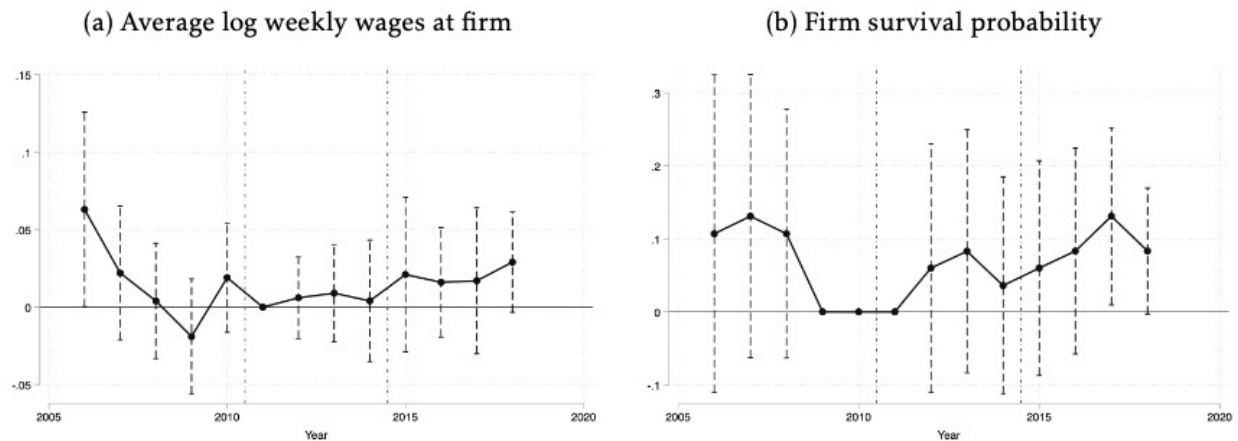 (a) Average log weekly wages at firm
.15
.1
.05
0
-.05
2005 2010 2015 2020
Year
(b) Firm survival probability
.3
.2
.1
0
-.1
2005 2010 2015 2020
Year